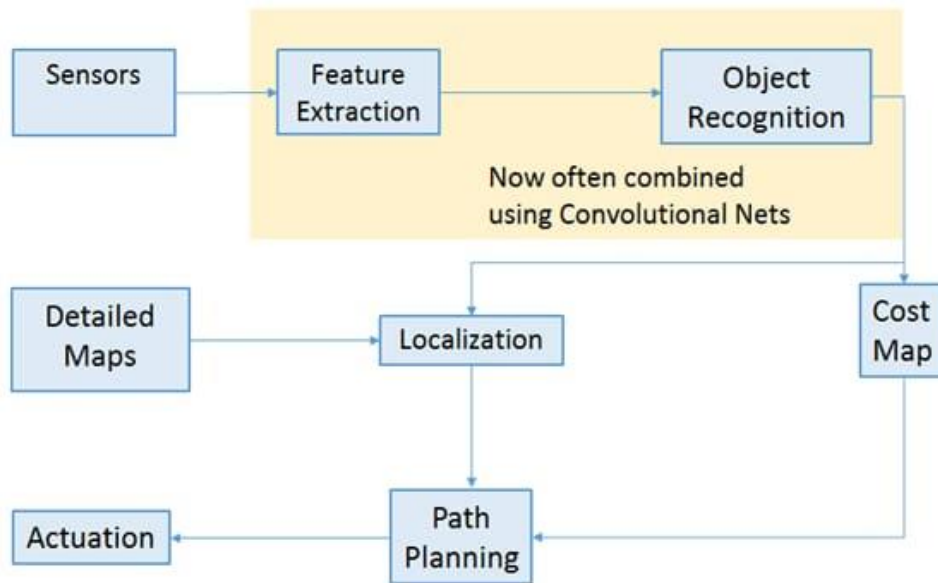 Sensors
Feature
Extraction
Object
Recognition
Now often combined
using Convolutional Nets
Detailed
Maps
Localization
Cost
Map
Actuation
Path
Planning